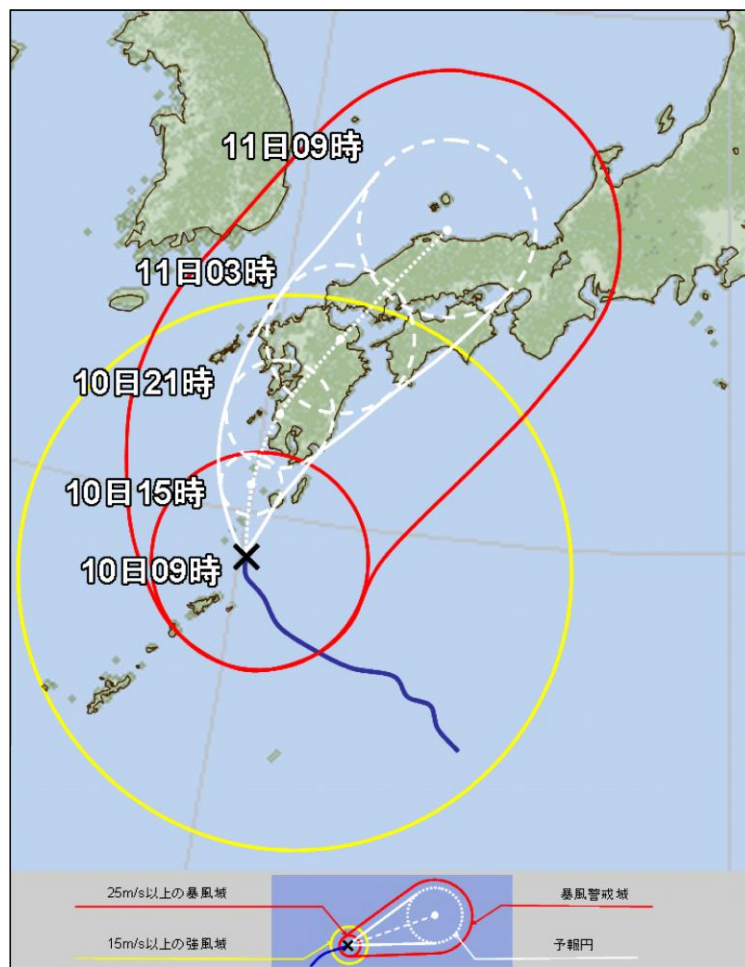 11日09時
11日03時
10日21時
10日15時
10日09時
25m/s以上の暴風域
暴風警戒域
15m/s以上の強風域
予報円